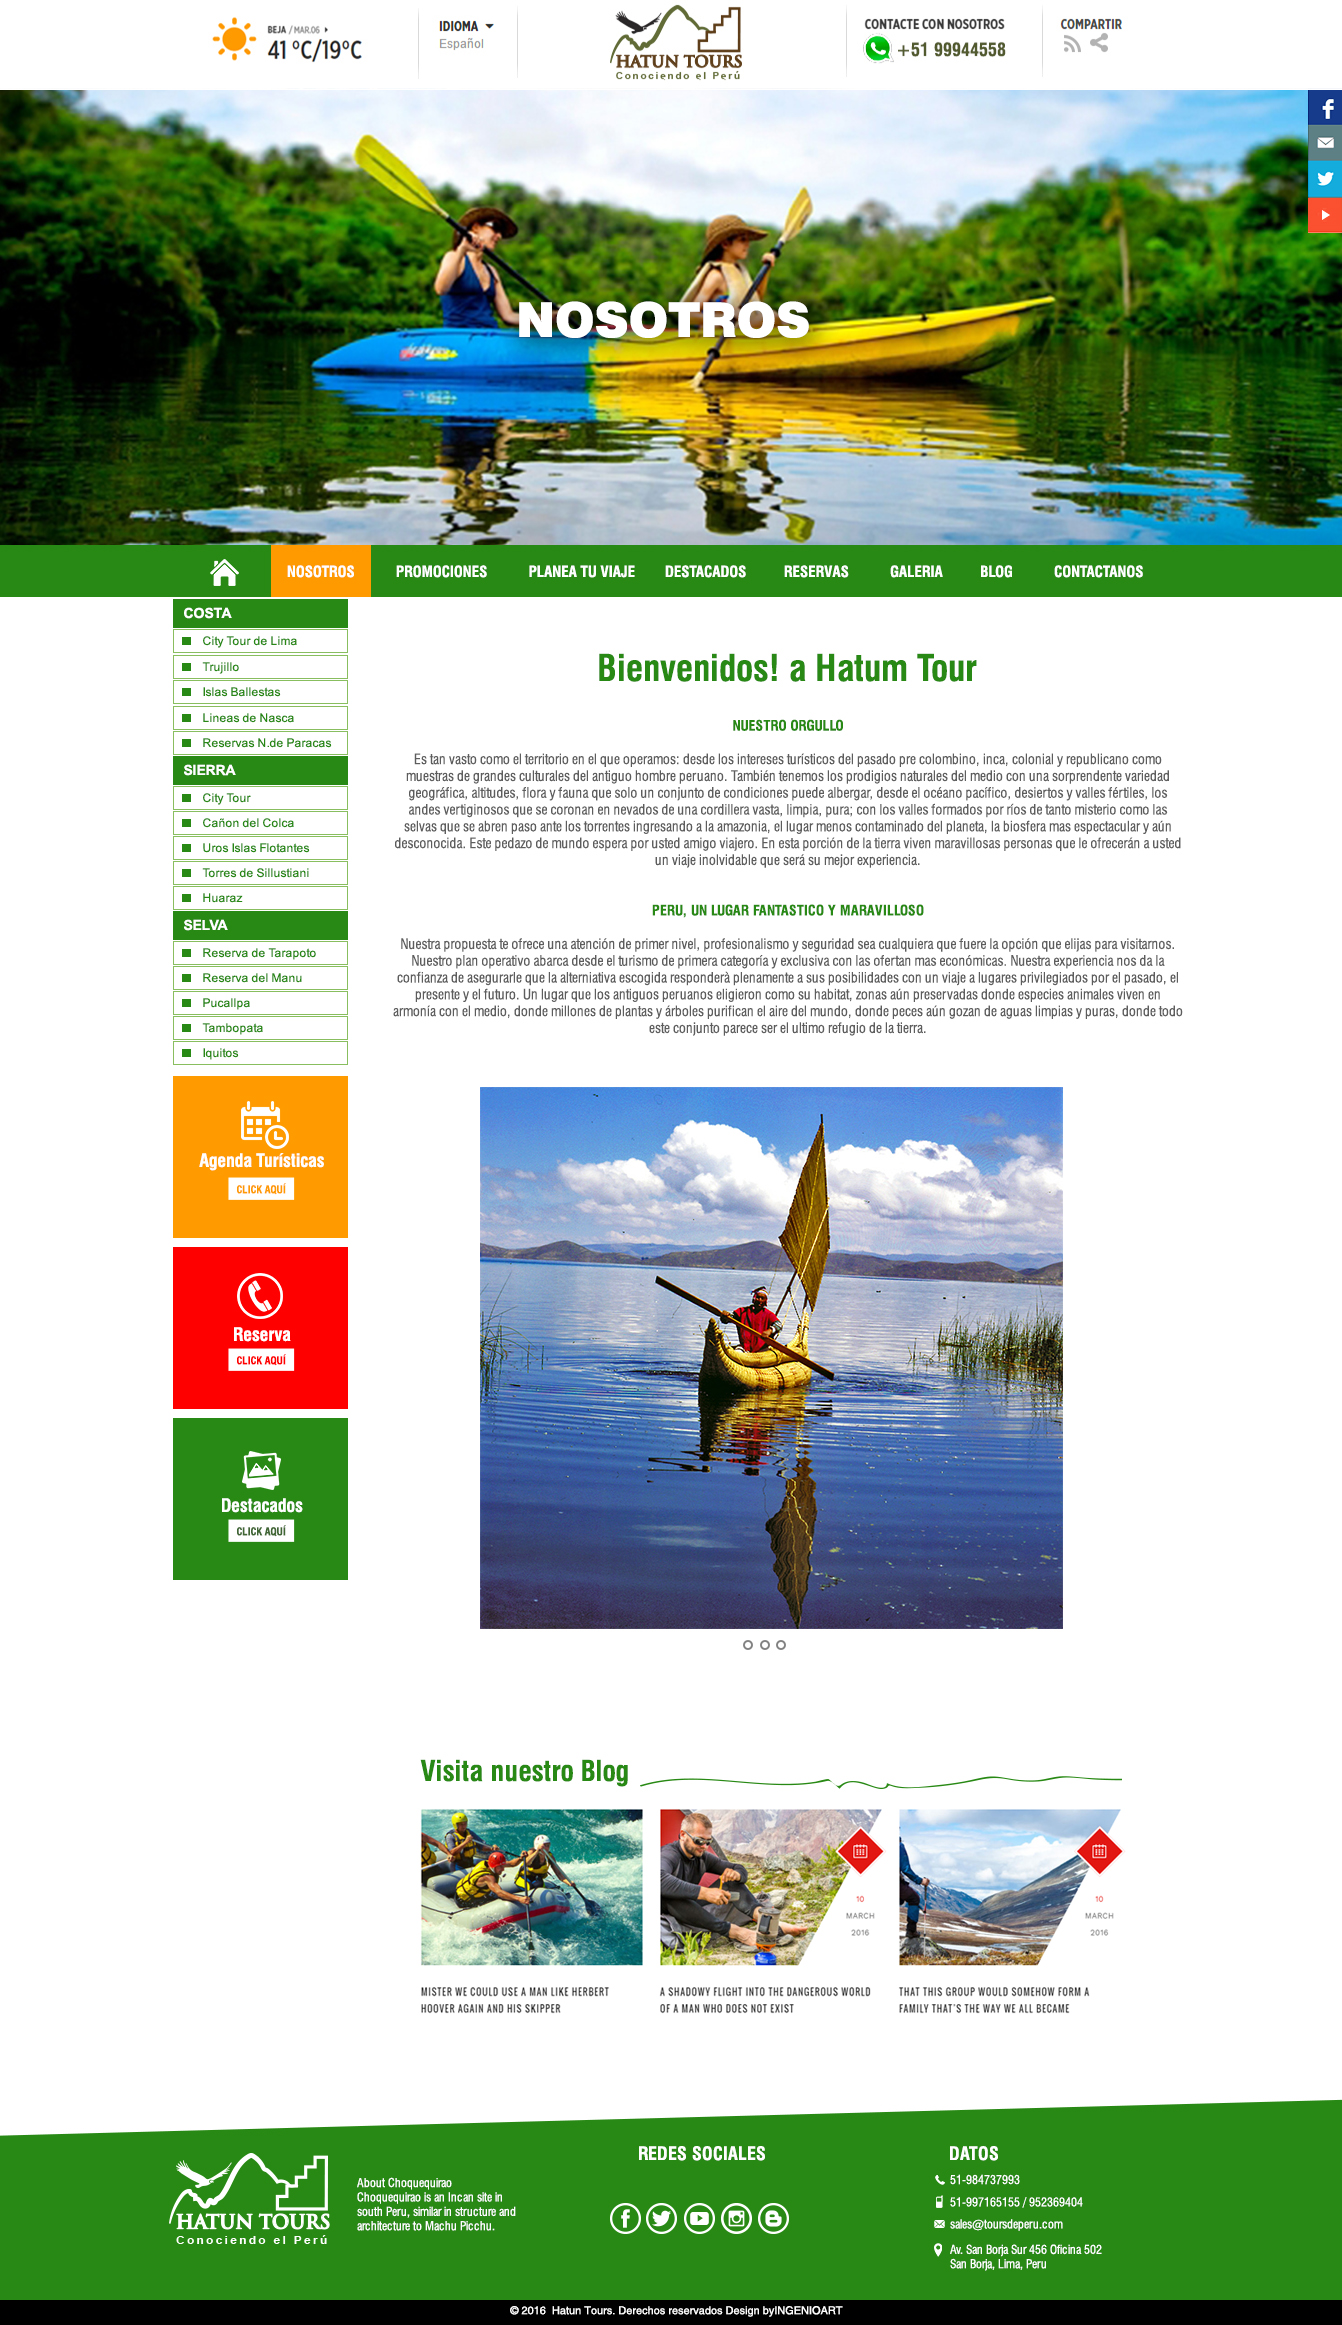 BEJA / MAR.06
41 ºC/19ºC
IDIOMA
Español
HATUN TOURS
Conociendo el Perú
CONTACTE CON NOSOTROS
+51 99944558
COMPARTIR
NOSOTROS
NOSOTROS PROMOCIONES PLANEA TU VIAJE DESTACADOS RESERVAS GALERIA BLOG CONTACTANOS
COSTA
City Tour de Lima
Trujillo
Islas Ballestas
Lineas de Nasca
Reservas N.de Paracas
SIERRA
City Tour
Cañon del Colca
Uros Islas Flotantes
Torres de Sillustiani
Huaraz
SELVA
Reserva de Tarapoto
Reserva del Manu
Pucallpa
Tambopata
Iquitos
Agenda Turísticas
CLICK AQUÍ
Reserva
CLICK AQUÍ
Destacados
CLICK AQUÍ
Bienvenidos! a Hatum Tour
NUESTRO ORGULLO
Es tan vasto como el territorio en el que operamos: desde los intereses turísticos del pasado pre colombino, inca, colonial y republicano como
muestras de grandes culturales del antiguo hombre peruano. También tenemos los prodigios naturales del medio con una sorprendente variedad
geográfica, altitudes, flora y fauna que solo un conjunto de condiciones puede albergar, desde el océano pacífico, desiertos y valles fértiles, los
andes vertiginosos que se coronan en nevados de una cordillera vasta, limpia, pura; con los valles formados por ríos de tanto misterio como las
selvas que se abren paso ante los torrentes ingresando a la amazonia, el lugar menos contaminado del planeta, la biosfera mas espectacular y aún
desconocida. Este pedazo de mundo espera por usted amigo viajero. En esta porción de la tierra viven maravillosas personas que le ofrecerán a usted
un viaje inolvidable que será su mejor experiencia.
PERU, UN LUGAR FANTASTICO Y MARAVILLOSO
Nuestra propuesta te ofrece una atención de primer nivel, profesionalismo y seguridad sea cualquiera que fuere la opción que elijas para visitarnos.
Nuestro plan operativo abarca desde el turismo de primera categoría y exclusiva con las ofertan mas económicas. Nuestra experiencia nos da la
confianza de asegurarle que la alternativa escogida responderà plenamente a sus posibilidades con un viaje a lugares privilegiados por el pasado, el
presente y el futuro. Un lugar que los antiguos peruanos eligieron como su habitat, zonas aún preservadas donde especies animales viven en
armonía con el medio, donde millones de plantas y árboles purifican el aire del mundo, donde peces aún gozan de aguas limpias y puras, donde todo
este conjunto parece ser el ultimo refugio de la tierra.
Visita nuestro Blog
10
MARCH
2016
10
MARCH
2016
MISTER WE COULD USE A MAN LIKE HERBERT
HOOVER AGAIN AND HIS SKIPPER
A SHADOWY FLIGHT INTO THE DANGEROUS WORLD
OF A MAN WHO DOES NOT EXIST
THAT THIS GROUP WOULD SOMEHOW FORM A
FAMILY THAT'S THE WAY WE ALL BECAME
HATUN TOURS
Conociendo el Perú
About Choquequirao
Choquequirao is an Incan site in
south Peru, similar in structure and
architecture to Machu Picchu.
REDES SOCIALES
DATOS
51-984737993
51-997165155 / 952369404
sales@toursdeperu.com
Av. San Borja Sur 456 Oficina 502
San Borja, Lima, Peru
© 2016 Hatun Tours. Derechos reservados Design byINGENIOART